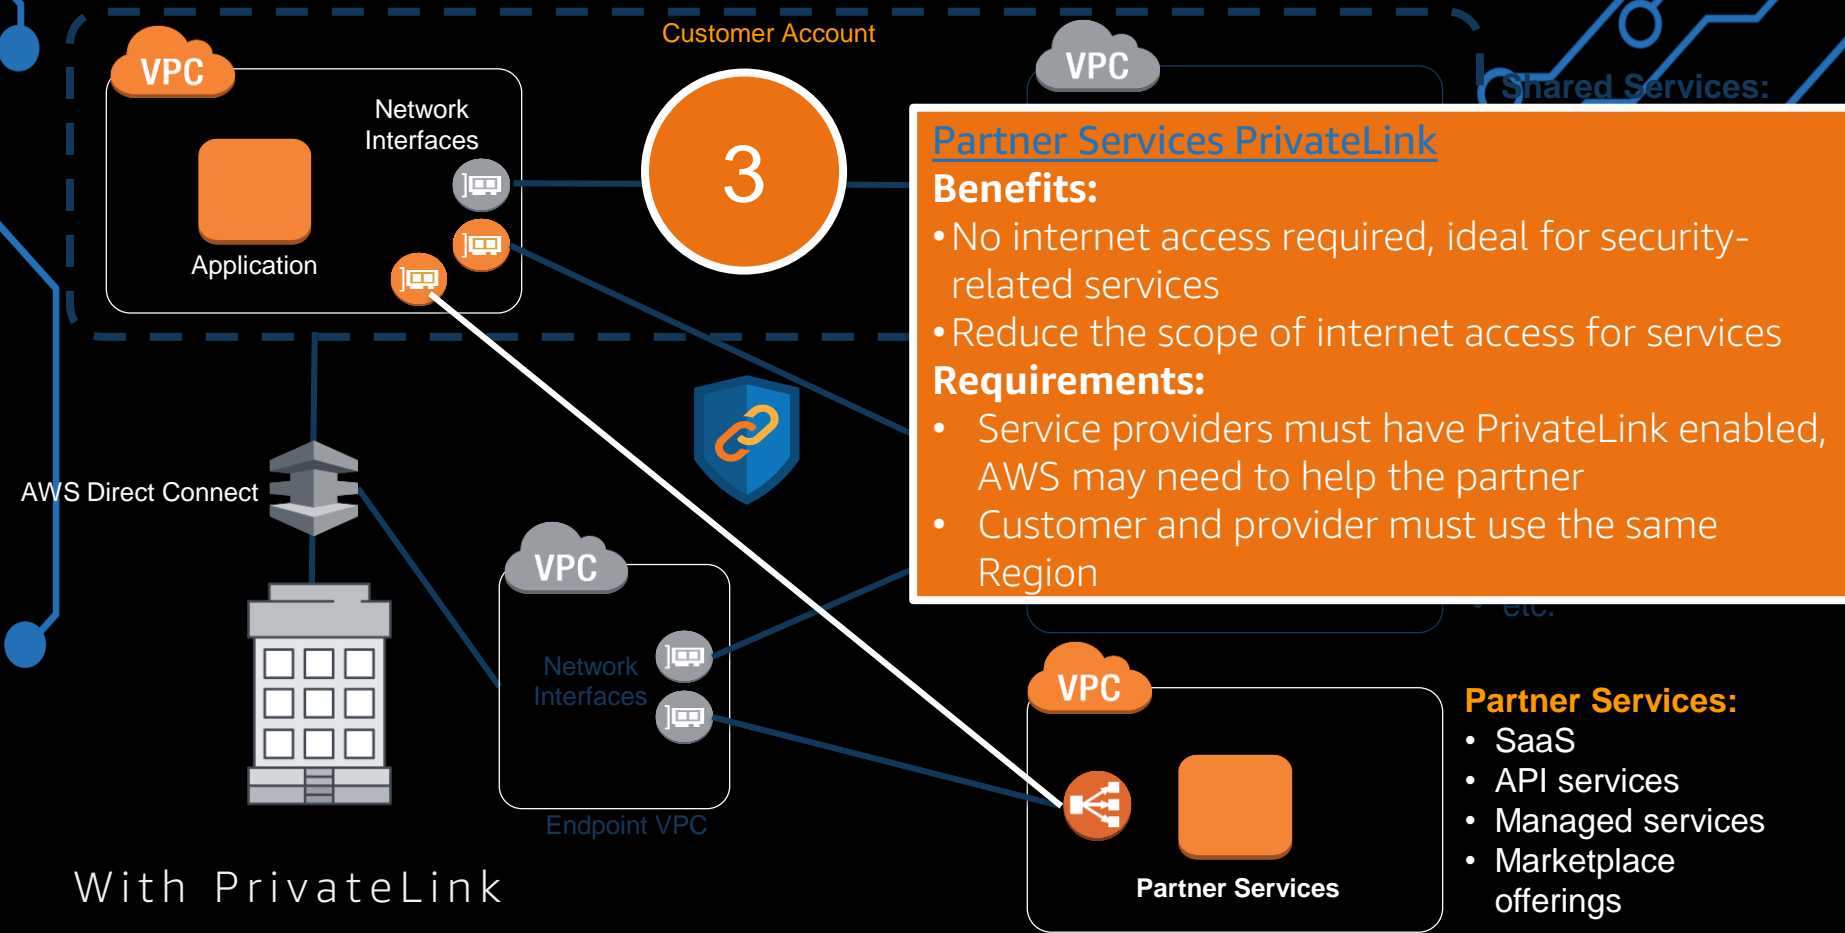 Customer Account
VPC
Network
Interfaces
Application
3
VPC
Shared Services:
Partner Services PrivateLink
Benefits:
•No internet access required, ideal for security-
related services
•Reduce the scope of internet access for services
Requirements:
• Service providers must have PrivateLink enabled,
AWS may need to help the partner
• Customer and provider must use the same
Region
• etc.
AWS Direct Connect
VPC
Network
Interfaces
Endpoint VPC
VPC
Partner Services
Partner Services:
• SaaS
• API services
• Managed services
• Marketplace
offerings
With PrivateLink